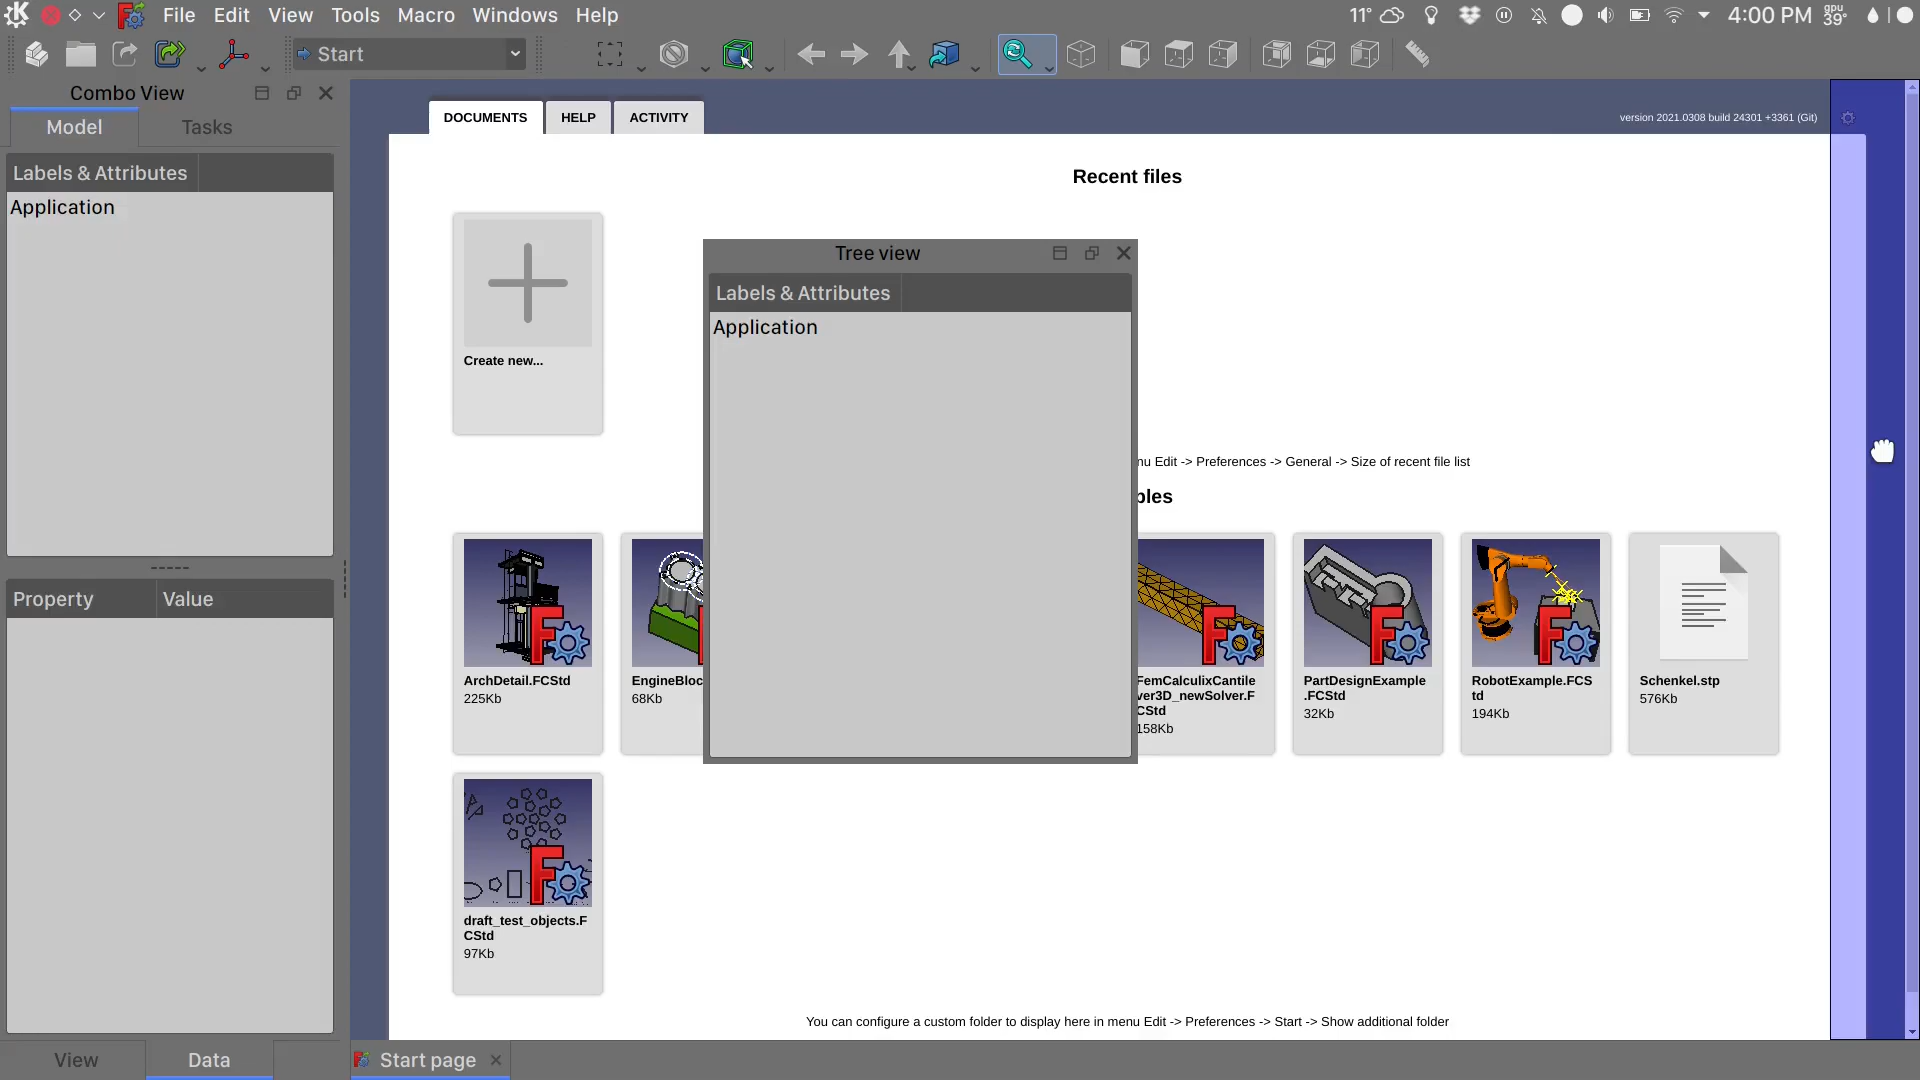 File Edit View Tools Macro Windows Help
11° 4:00 PM gpu 39°
Start
Combo View
Model Tasks
Labels & Attributes
Application
Property Value
View Data
DOCUMENTS HELP ACTIVITY
version 2021.0308 build 24301 +3361 (Git)
Recent files
Create new...
Tree view
Labels & Attributes
Application
nu Edit -> Preferences -> General -> Size of recent file list
ples
ArchDetail.FCStd
225Kb
EngineBloc
68Kb
FemCalculixCantile
ver3D_newSolver.F
CStd
158Kb
PartDesignExample
.FCStd
32Kb
RobotExample.FCS
td
194Kb
Schenkel.stp
576Kb
draft_test_objects.F
CStd
97Kb
You can configure a custom folder to display here in menu Edit -> Preferences -> Start -> Show additional folder
Start page